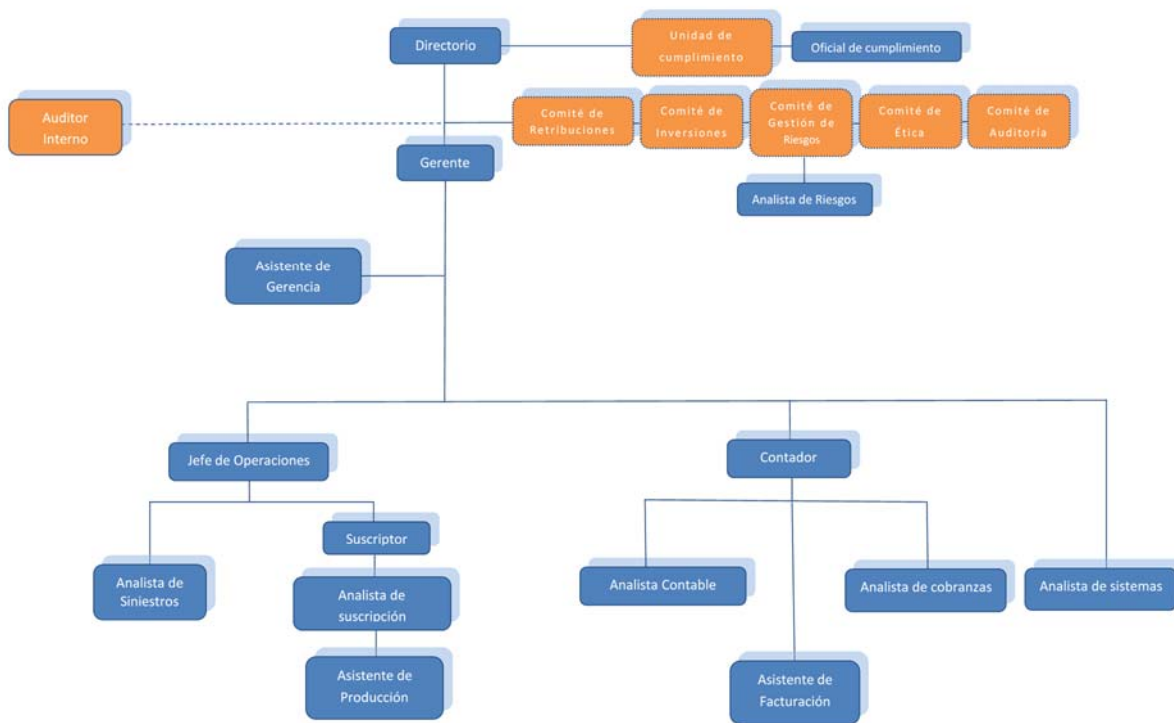 Directorio
Unidad de
cumplimiento
Oficial de cumplimiento
Auditor
Interno
Comité de
Retribuciones
Comité de
Inversiones
Comité de
Gestión de
Riesgos
Comité de
Ética
Comité de
Auditoría
Gerente
Analista de Riesgos
Asistente de
Gerencia
Jefe de Operaciones
Contador
Suscriptor
Analista de
Siniestros
Analista de
suscripción
Asistente de
Producción
Analista Contable
Analista de cobranzas
Analista de sistemas
Asistente de
Facturación